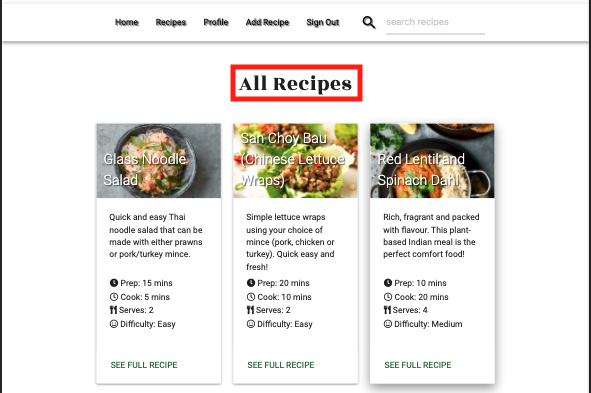 Home Recipes Profile Add Recipe Sign Out search recipes
All Recipes
Glass Noodle
Salad
Quick and easy Thai
noodle salad that can be
made with either prawns
or pork/turkey mince.
Prep: 15 mins
Cook: 5 mins
Serves: 2
Difficulty: Easy
SEE FULL RECIPE
San Choy Bau
(Chinese Lettuce
Wraps)
Simple lettuce wraps
using your choice of
mince (pork, chicken or
turkey). Quick and easy and
fresh!
Prep: 20 mins
Cook: 10 mins
Serves: 2
Difficulty: Easy
SEE FULL RECIPE
Red Lentil and
Spinach Dahl
Rich, fragrant and packed
with flavour. This plant-
based Indian meal is the
perfect comfort food!
Prep: 10 mins
Cook: 20 mins
Serves: 4
Difficulty: Medium
SEE FULL RECIPE